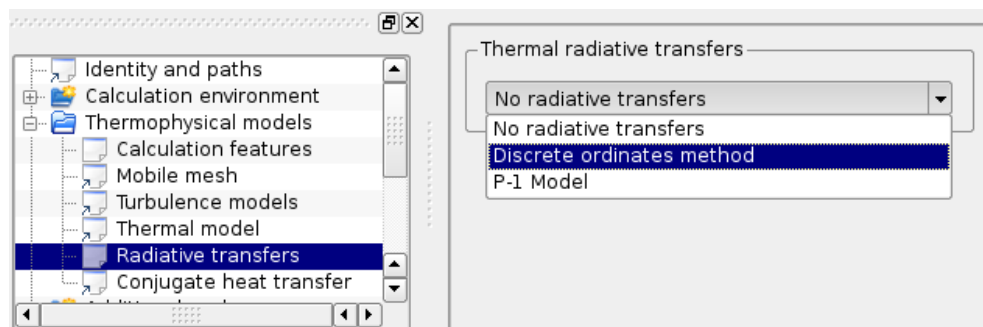 Identity and paths
Calculation environment
Thermophysical models
Calculation features
Mobile mesh
Turbulence models
Thermal model
Radiative transfers
Conjugate heat transfer
Thermal radiative transfers
No radiative transfers
No radiative transfers
Discrete ordinates method
P-1 Model